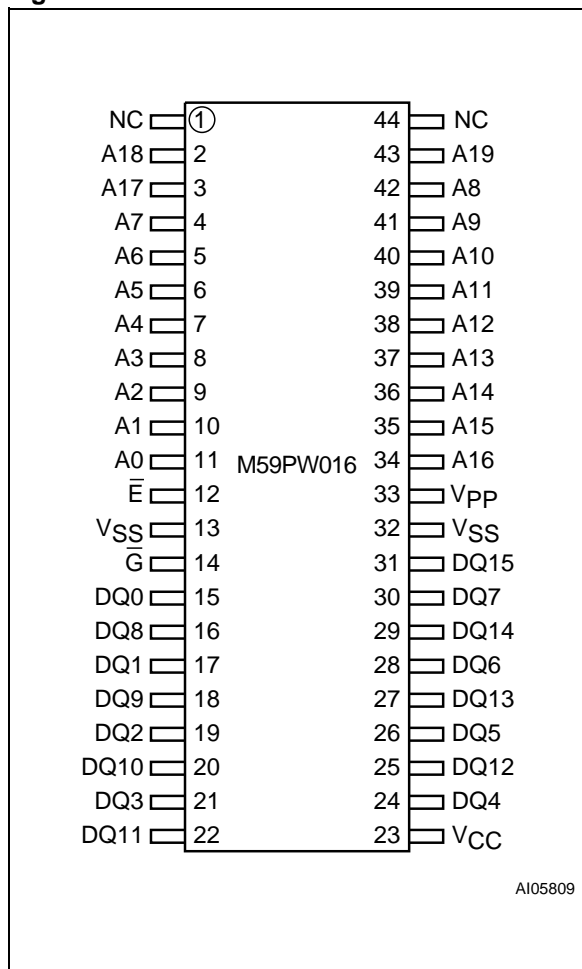 NC 1 44 NC
A18 2 43 A19
A17 3 42 A8
A7 4 41 A9
A6 5 40 A10
A5 6 39 A11
A4 7 38 A12
A3 8 37 A13
A2 9 36 A14
A1 10 35 A15
A0 11 M59PW016 34 A16
E̅ 12 33 VPP
VSS 13 32 VSS
G̅ 14 31 DQ15
DQ0 15 30 DQ7
DQ8 16 29 DQ14
DQ1 17 28 DQ6
DQ9 18 27 DQ13
DQ2 19 26 DQ5
DQ10 20 25 DQ12
DQ3 21 24 DQ4
DQ11 22 23 VCC
AI05809